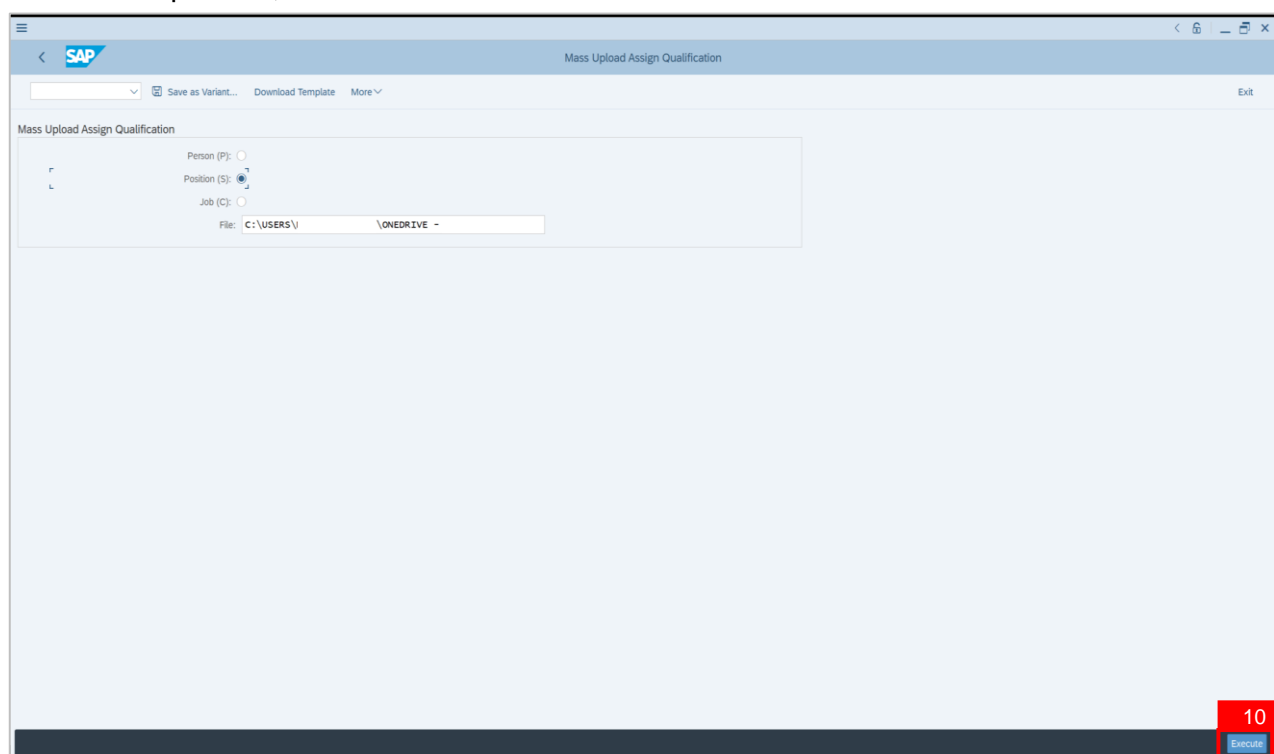 SAP
Mass Upload Assign Qualification
Save as Variant... Download Template More
Exit
Mass Upload Assign Qualification
Person (P):
Position (S):
Job (C):
File: C:\USERS\ \ONEDRIVE -
10
Execute